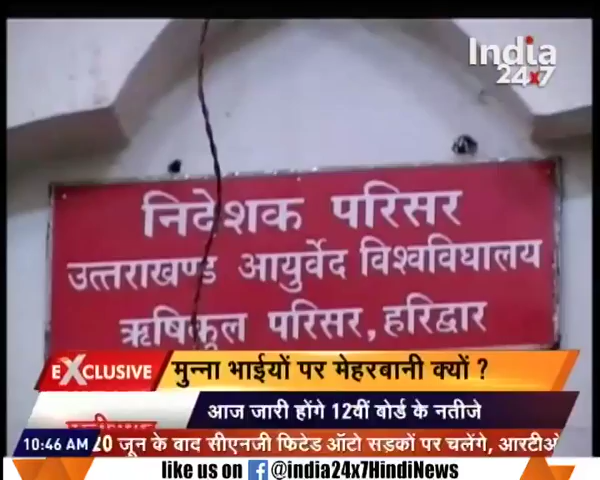 India
24x7
निदेशक परिसर
उत्तराखण्ड आयुर्वेद विश्वविद्यालय
ऋषिकुल परिसर, हरिद्वार
EXCLUSIVE
मुन्ना भाईयों पर मेहरबानी क्यों ?
आज जारी होंगे 12वीं बोर्ड के नतीजे
10:46 AM
20 जून के बाद सीएनजी फिटेड ऑटो सड़कों पर चलेंगे, आरटीओ
like us on f @india24x7HindiNews